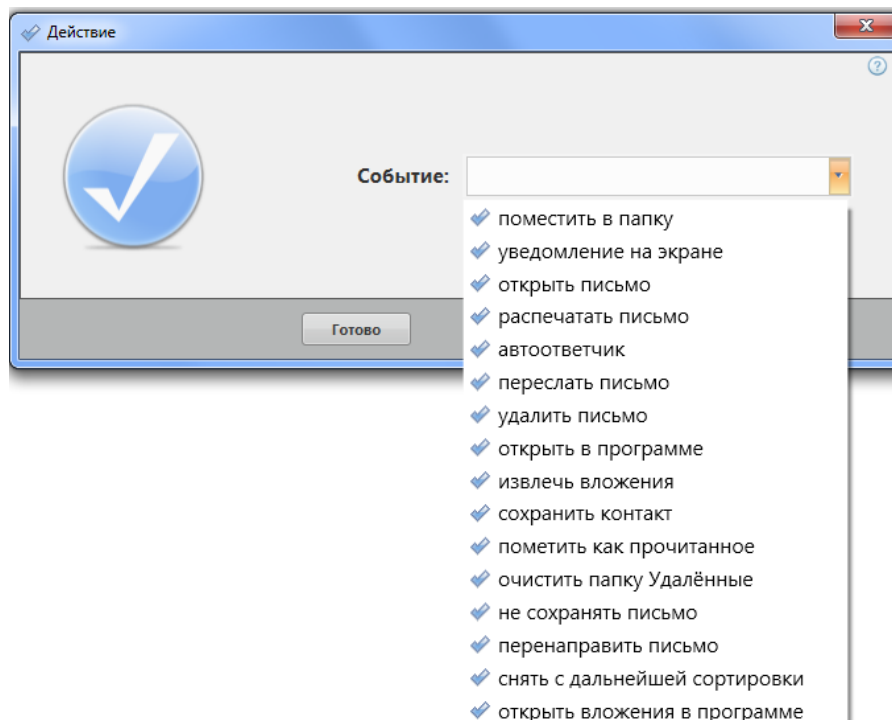 Действие
Событие:
поместить в папку
уведомление на экране
открыть письмо
распечатать письмо
Готово
автоответчик
переслать письмо
удалить письмо
открыть в программе
извлечь вложения
сохранить контакт
пометить как прочитанное
очистить папку Удалённые
не сохранять письмо
перенаправить письмо
снять с дальнейшей сортировки
открыть вложения в программе